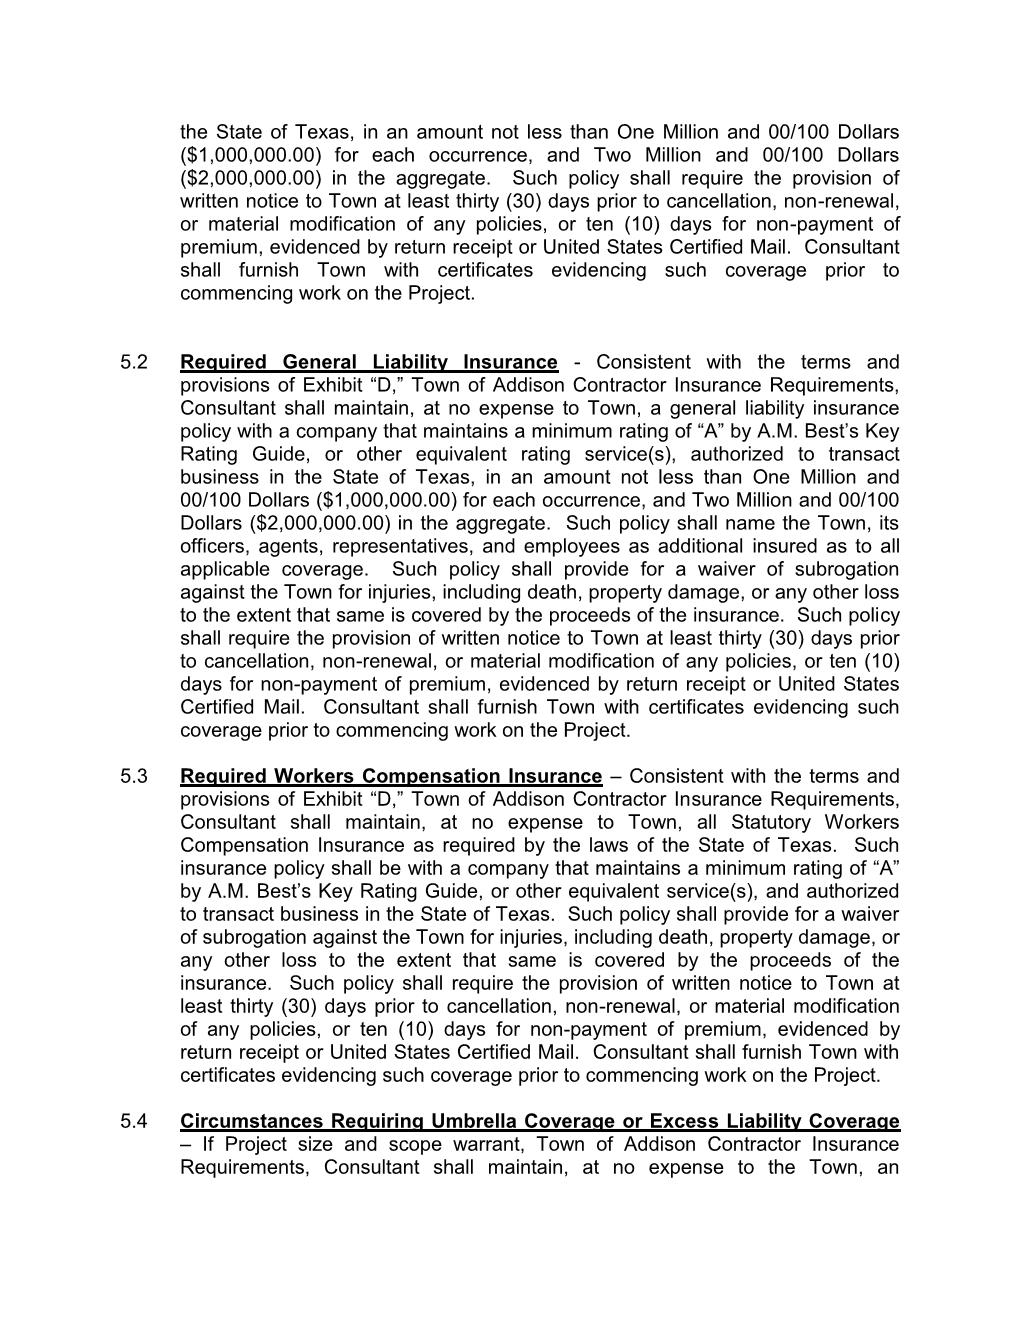 the State of Texas, in an amount not less than One Million and 00/100 Dollars
($1,000,000.00) for each occurrence, and Two Million and 00/100 Dollars
($2,000,000.00) in the aggregate.  Such policy shall require the provision of
written notice to Town at least thirty (30) days prior to cancellation, non-renewal,
or material modification of any policies, or ten (10) days for non-payment of
premium, evidenced by return receipt or United States Certified Mail.  Consultant
shall furnish Town with certificates evidencing such coverage prior to
commencing work on the Project.
5.2 Required General Liability Insurance - Consistent with the terms and
provisions of Exhibit “D,” Town of Addison Contractor Insurance Requirements,
Consultant shall maintain, at no expense to Town, a general liability insurance
policy with a company that maintains a minimum rating of “A” by A.M. Best’s Key
Rating Guide, or other equivalent rating service(s), authorized to transact
business in the State of Texas, in an amount not less than One Million and
00/100 Dollars ($1,000,000.00) for each occurrence, and Two Million and 00/100
Dollars ($2,000,000.00) in the aggregate.  Such policy shall name the Town, its
officers, agents, representatives, and employees as additional insured as to all
applicable coverage.  Such policy shall provide for a waiver of subrogation
against the Town for injuries, including death, property damage, or any other loss
to the extent that same is covered by the proceeds of the insurance.  Such policy
shall require the provision of written notice to Town at least thirty (30) days prior
to cancellation, non-renewal, or material modification of any policies, or ten (10)
days for non-payment of premium, evidenced by return receipt or United States
Certified Mail.  Consultant shall furnish Town with certificates evidencing such
coverage prior to commencing work on the Project.
5.3 Required Workers Compensation Insurance – Consistent with the terms and
provisions of Exhibit “D,” Town of Addison Contractor Insurance Requirements,
Consultant shall maintain, at no expense to Town, all Statutory Workers
Compensation Insurance as required by the laws of the State of Texas.  Such
insurance policy shall be with a company that maintains a minimum rating of “A”
by A.M. Best’s Key Rating Guide, or other equivalent service(s), and authorized
to transact business in the State of Texas.  Such policy shall provide for a waiver
of subrogation against the Town for injuries, including death, property damage, or
any other loss to the extent that same is covered by the proceeds of the
insurance.  Such policy shall require the provision of written notice to Town at
least thirty (30) days prior to cancellation, non-renewal, or material modification
of any policies, or ten (10) days for non-payment of premium, evidenced by
return receipt or United States Certified Mail.  Consultant shall furnish Town with
certificates evidencing such coverage prior to commencing work on the Project.
5.4 Circumstances Requiring Umbrella Coverage or Excess Liability Coverage
– If Project size and scope warrant, Town of Addison Contractor Insurance
Requirements, Consultant shall maintain, at no expense to the Town, an